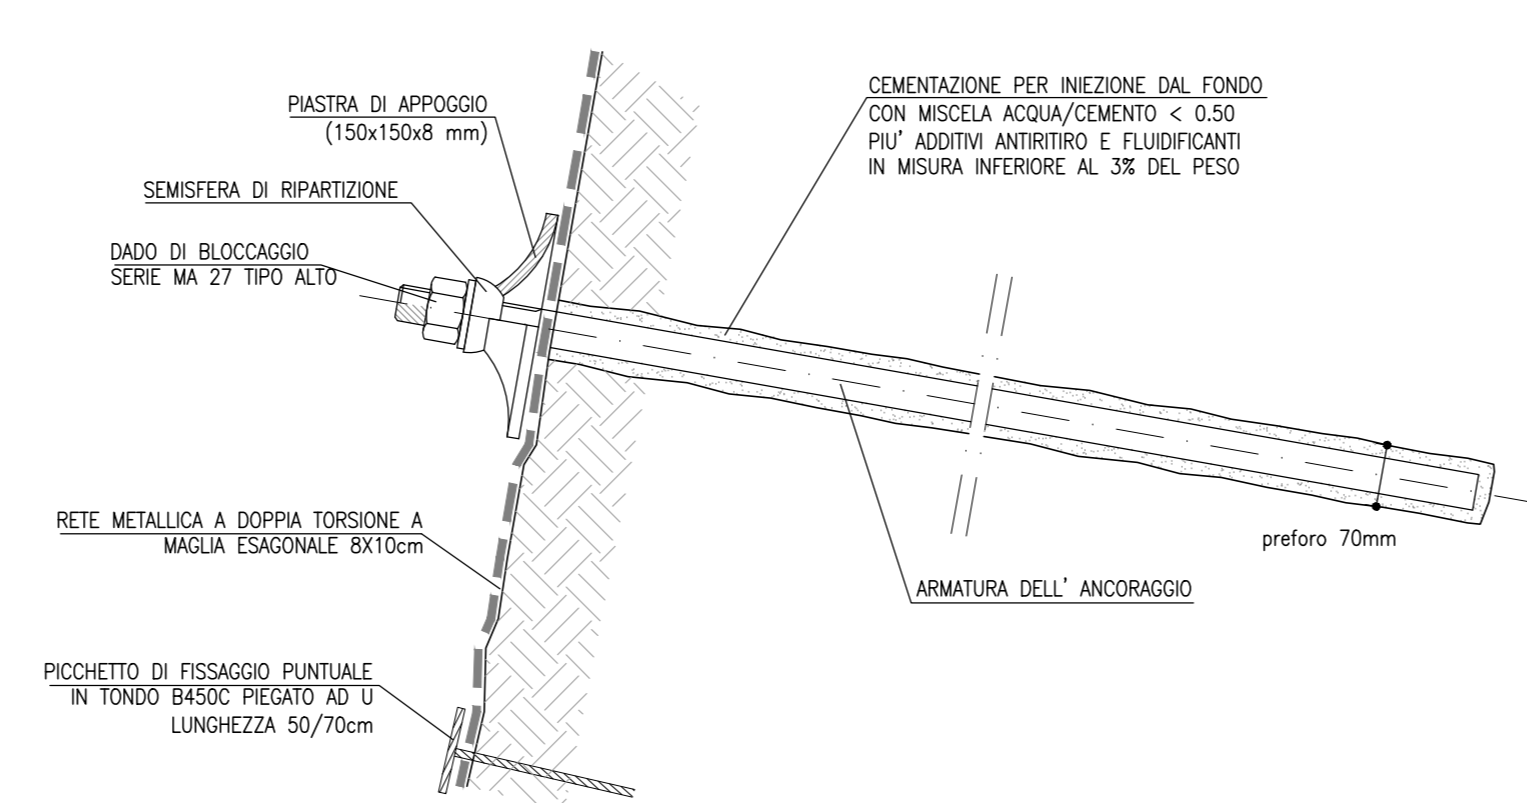 PIASTRA DI APPOGGIO
(150x150x8 mm)
SEMISFERA DI RIPARTIZIONE
DADO DI BLOCCAGGIO
SERIE MA 27 TIPO ALTO
CEMENTAZIONE PER INIEZIONE DAL FONDO
CON MISCELA ACQUA/CEMENTO < 0.50
PIU' ADDITIVI ANTIRITIRO E FLUIDIFICANTI
IN MISURA INFERIORE AL 3% DEL PESO
RETE METALLICA A DOPPIA TORSIONE A
MAGLIA ESAGONALE 8X10cm
preforo 70mm
ARMATURA DELL' ANCORAGGIO
PICCHETTO DI FISSAGGIO PUNTUALE
IN TONDO B450C PIEGATO AD U
LUNGHEZZA 50/70cm